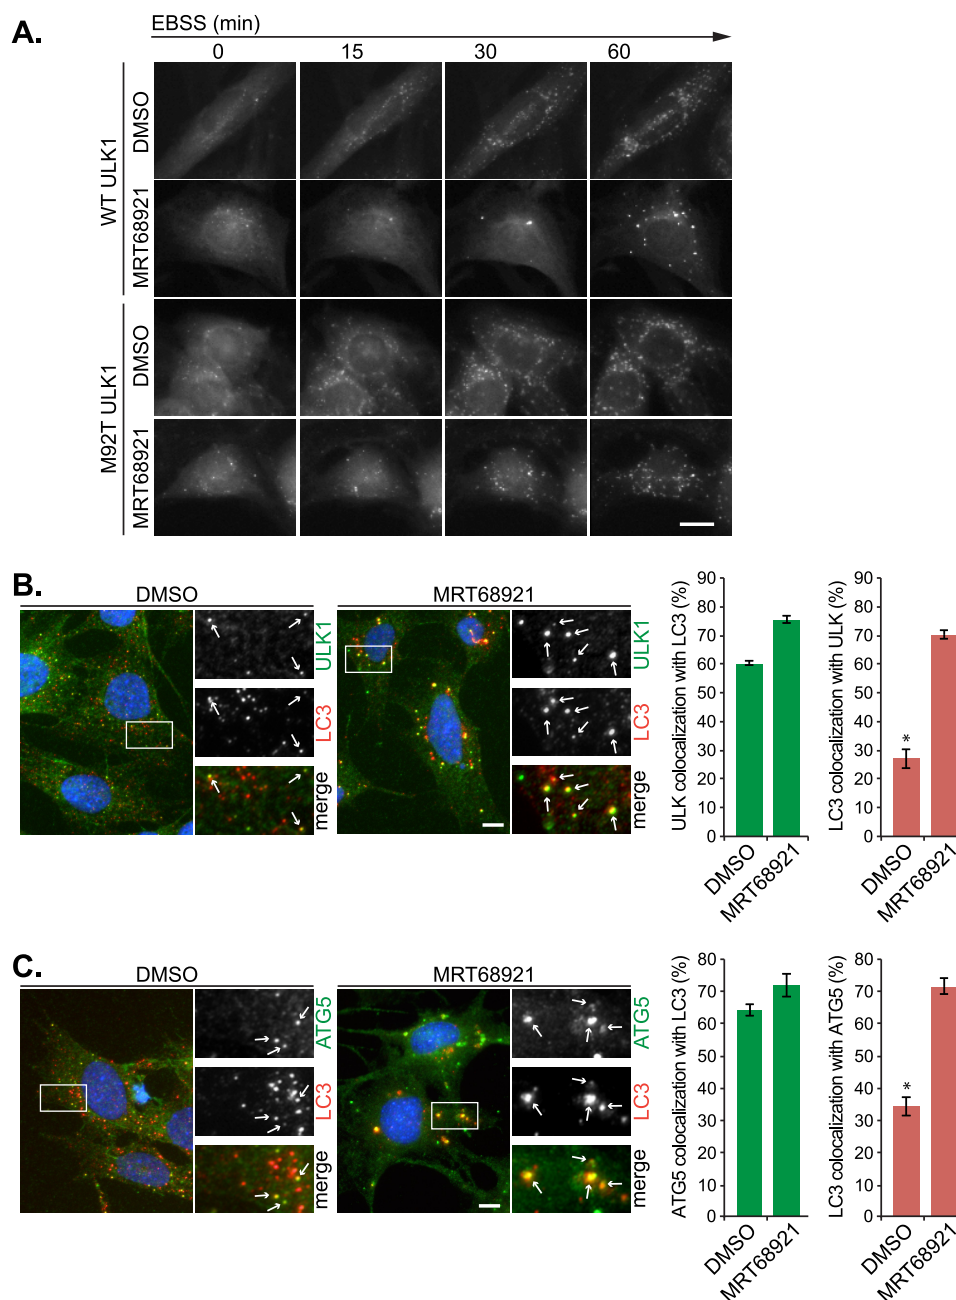 A.
EBSS (min)
0 15 30 60
WT ULK1
DMSO
MRT68921
M92T ULK1
DMSO
MRT68921
B.
DMSO
MRT68921
ULK1
LC3
merge
ULK1
LC3
merge
ULK colocalization with LC3 (%)
90
80
70
60
50
40
30
20
10
0
DMSO
MRT68921
LC3 colocalization with ULK (%)
90
80
70
60
50
40
30
20
10
0
*
DMSO
MRT68921
C.
DMSO
MRT68921
ATG5
LC3
merge
ATG5
LC3
merge
ATG5 colocalization with LC3 (%)
80
70
60
50
40
30
20
10
0
DMSO
MRT68921
LC3 colocalization with ATG5 (%)
80
70
60
50
40
30
20
10
0
*
DMSO
MRT68921